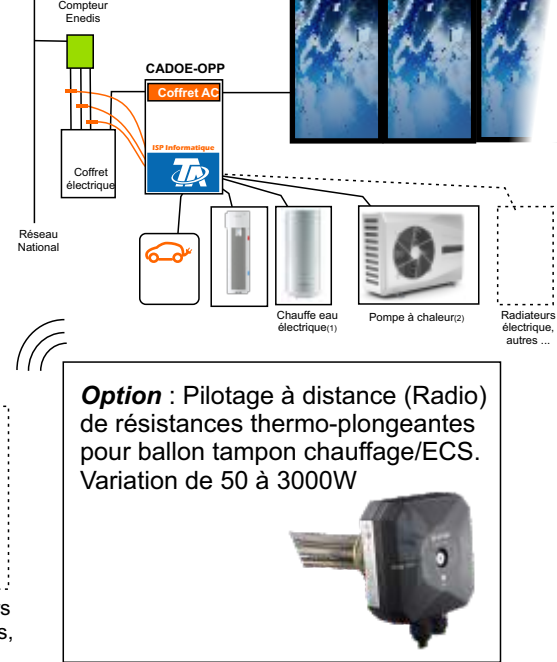 Compteur
Enedis
CADOE-OPP
Coffret AC
ISP Informatique
TA
Coffret
électrique
Réseau
National
Chauffe eau
électrique(1)
Pompe à chaleur(2)
Radiateurs
électrique,
autres ...
Option : Pilotage à distance (Radio)
de résistances thermo-plongeantes
pour ballon tampon chauffage/ECS.
Variation de 50 à 3000W